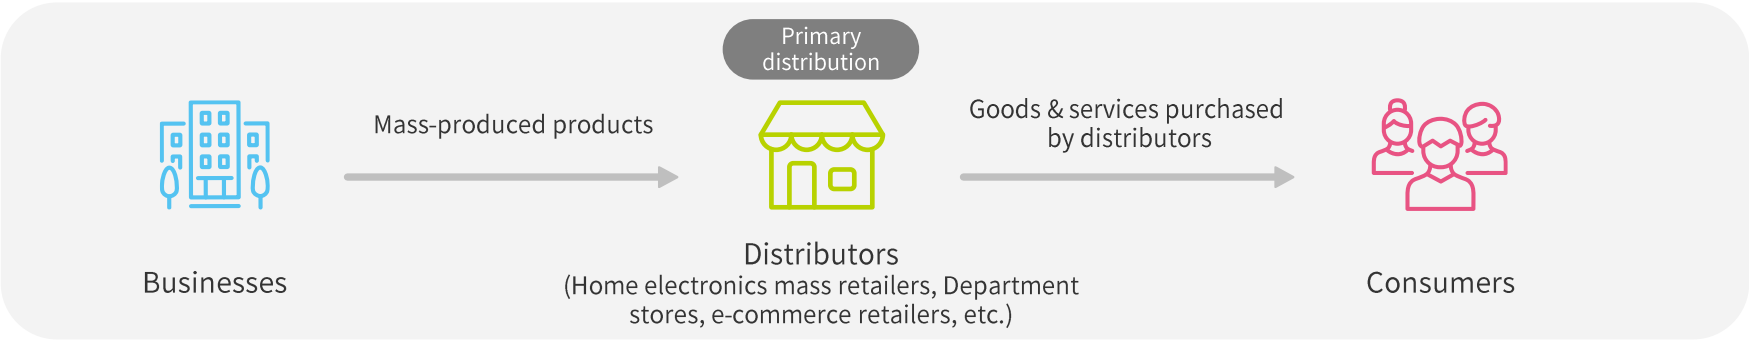 Primary
distribution
Mass-produced products
Goods & services purchased
by distributors
Businesses
Distributors
(Home electronics mass retailers, Department
stores, e-commerce retailers, etc.)
Consumers